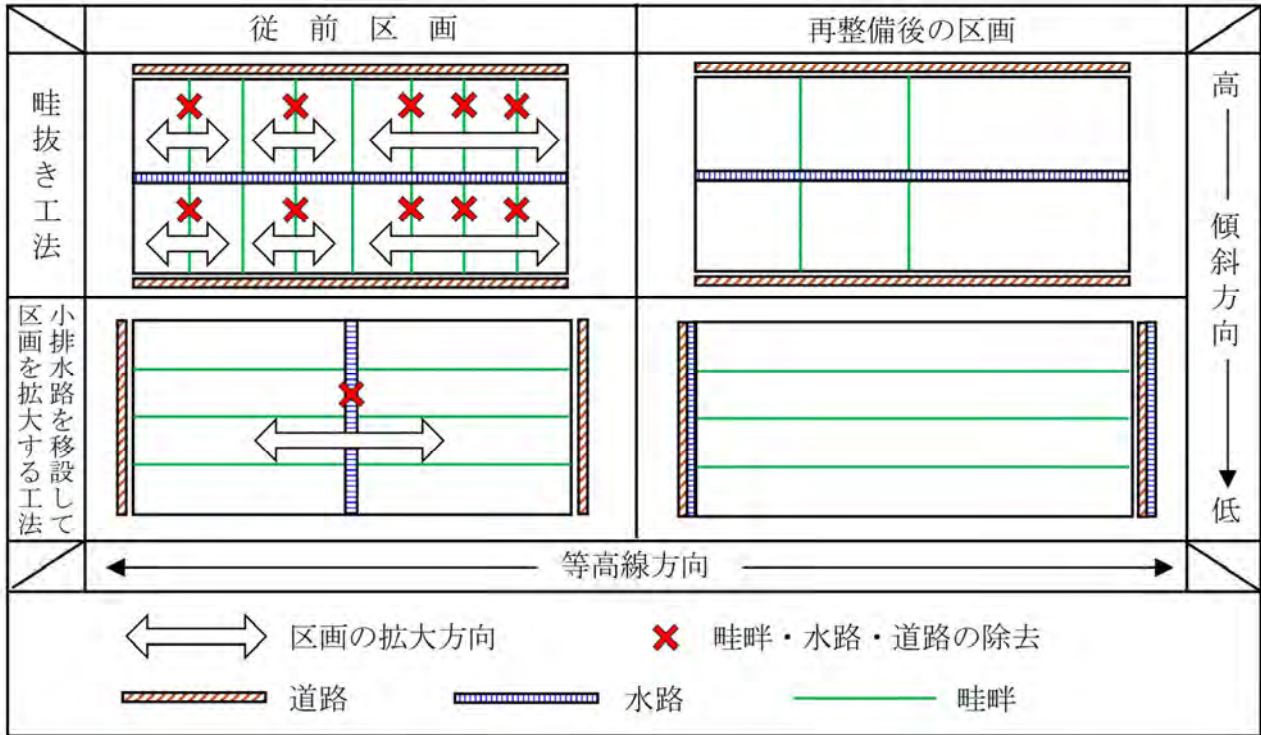 従前区画
再整備後の区画
畦抜き工法
高
傾斜方向
低
小排水路を移設して
区画を拡大する工法
等高線方向
区画の拡大方向
畦畔・水路・道路の除去
道路
水路
畦畔